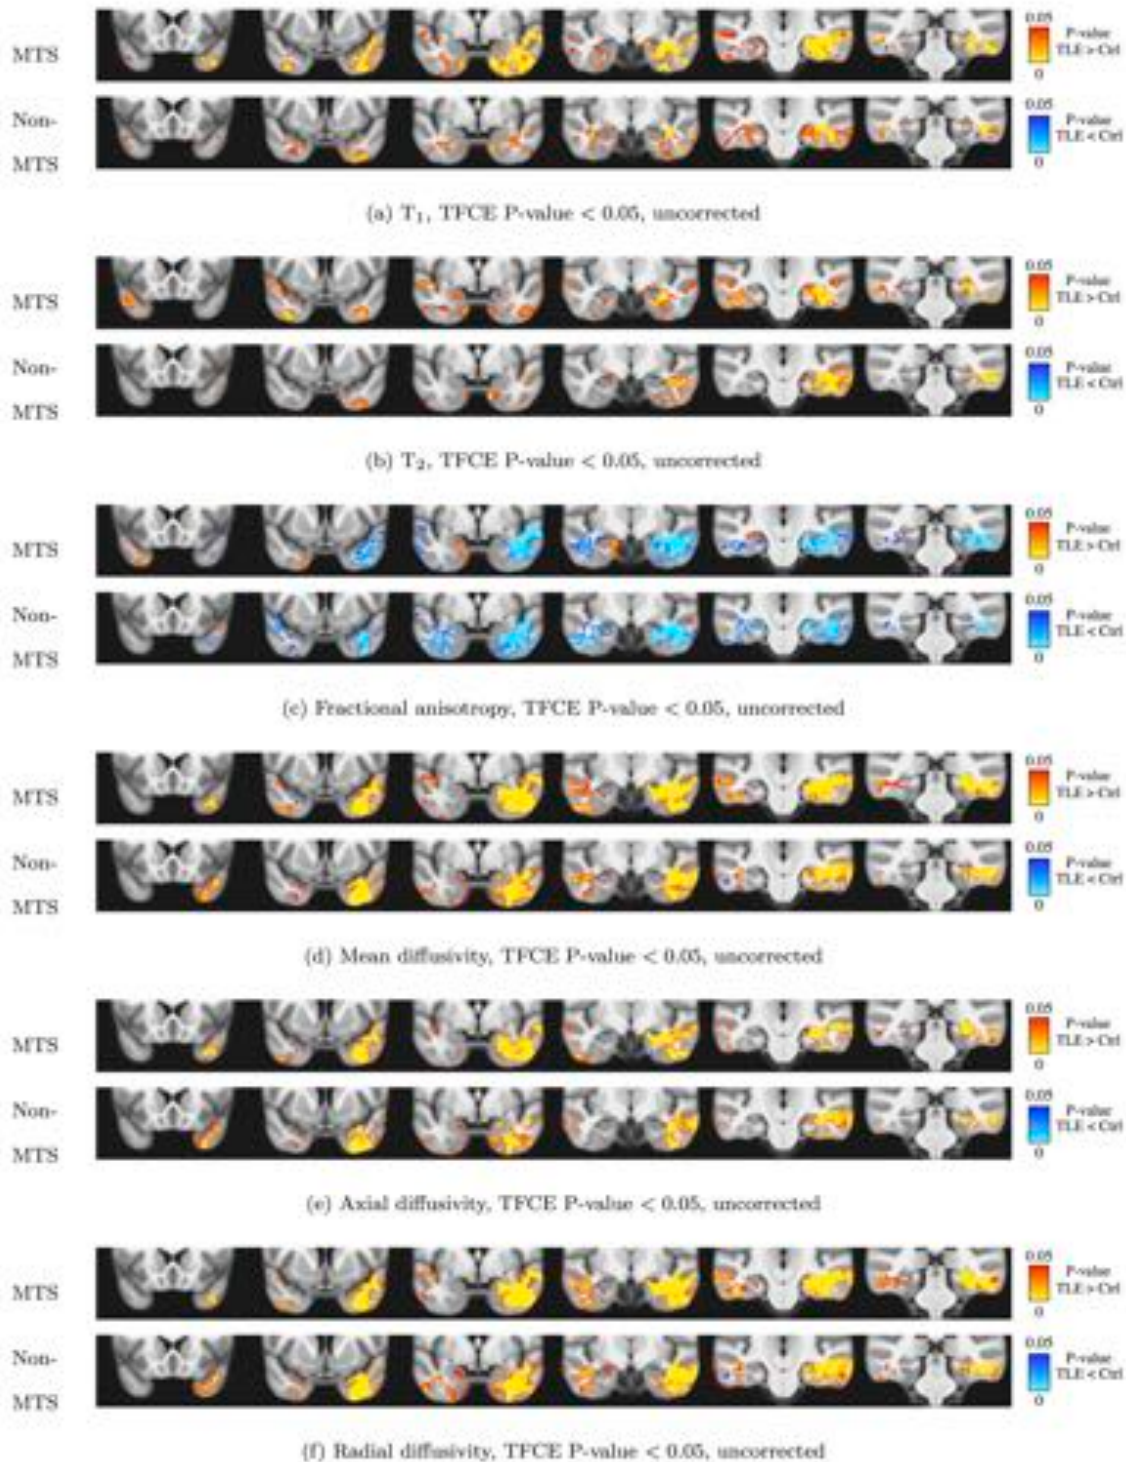 MTS
Non-
MTS
0.05
P-value
TLE > Ctrl
0
0.05
P-value
TLE < Ctrl
0
(a) T₁, TFCE P-value < 0.05, uncorrected
MTS
Non-
MTS
0.05
P-value
TLE > Ctrl
0
0.05
P-value
TLE < Ctrl
0
(b) T₂, TFCE P-value < 0.05, uncorrected
MTS
Non-
MTS
0.05
P-value
TLE > Ctrl
0
0.05
P-value
TLE < Ctrl
0
(c) Fractional anisotropy, TFCE P-value < 0.05, uncorrected
MTS
Non-
MTS
0.05
P-value
TLE > Ctrl
0
0.05
P-value
TLE < Ctrl
0
(d) Mean diffusivity, TFCE P-value < 0.05, uncorrected
MTS
Non-
MTS
0.05
P-value
TLE > Ctrl
0
0.05
P-value
TLE < Ctrl
0
(e) Axial diffusivity, TFCE P-value < 0.05, uncorrected
MTS
Non-
MTS
0.05
P-value
TLE > Ctrl
0
0.05
P-value
TLE < Ctrl
0
(f) Radial diffusivity, TFCE P-value < 0.05, uncorrected